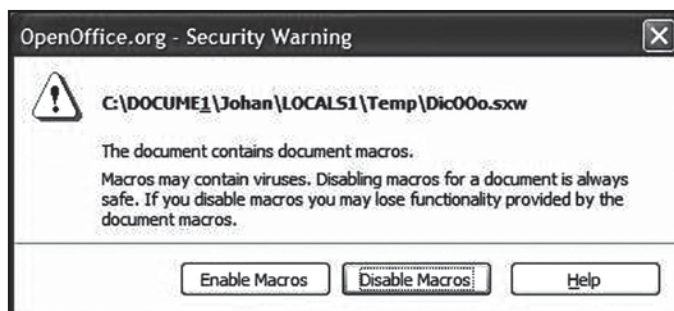 OpenOffice.org - Security Warning
C:\DOCUME1\Johan\LOCALS1\Temp\DicOOo.sxw
The document contains document macros.
Macros may contain viruses. Disabling macros for a document is always
safe. If you disable macros you may lose functionality provided by the
document macros.
Enable Macros Disable Macros Help